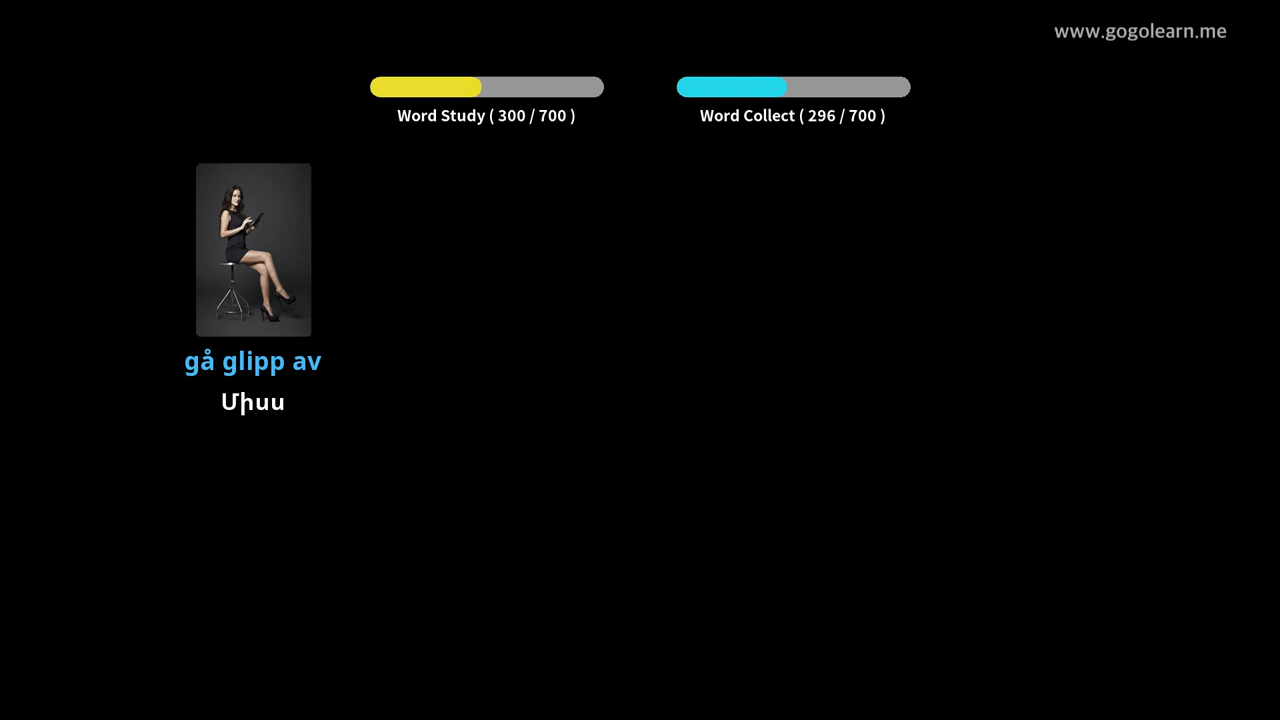 www.gogolearn.me
Word Study ( 300 / 700 )
Word Collect ( 296 / 700 )
gå glipp av
Միսս